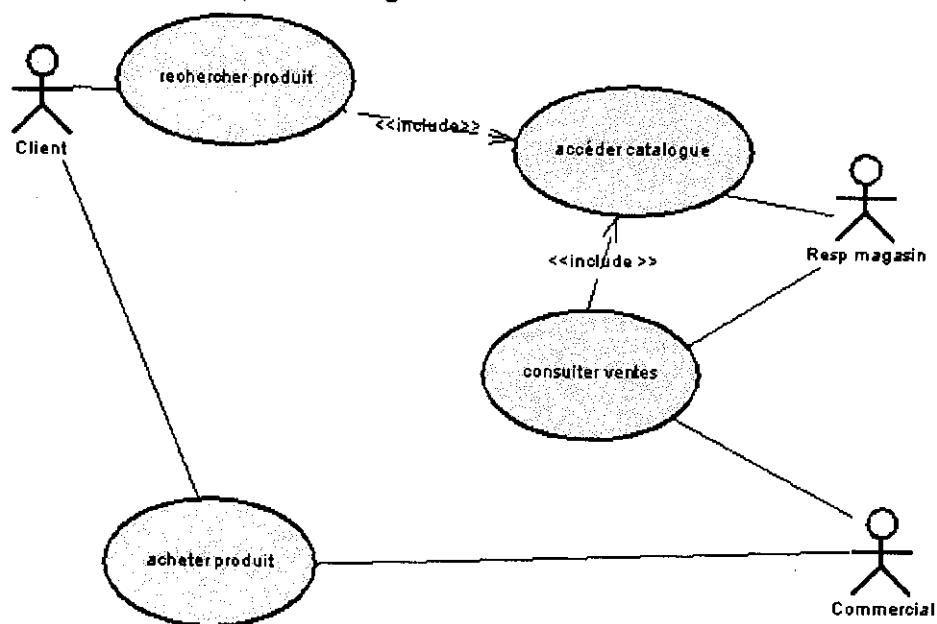 rechercher produit
Client
<<include>>
accéder catalogue
Resp magasin
<<include >>
consulter ventes
acheter produit
Commercial